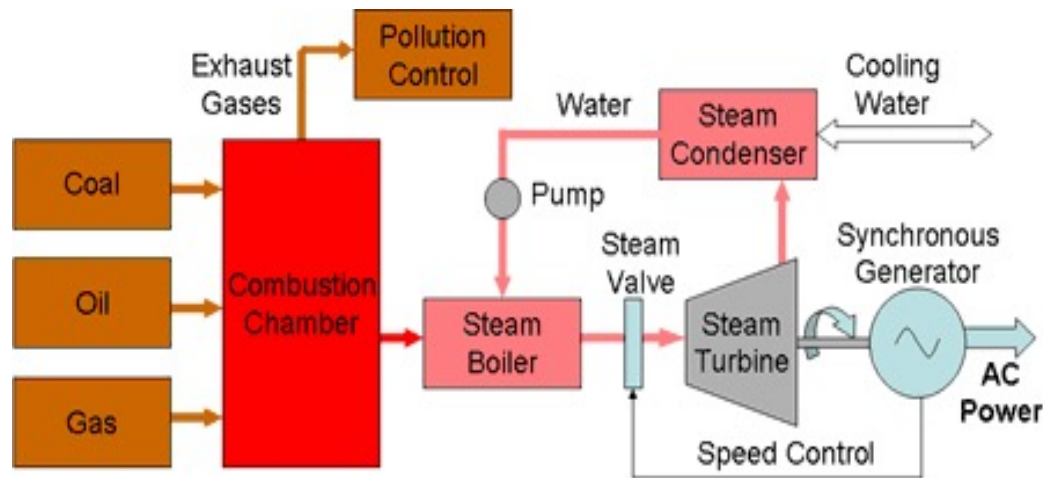 Pollution
Control
Exhaust
Gases
Cooling
Water
Water
Steam
Condenser
Coal
Pump
Synchronous
Generator
Steam
Valve
Oil
Combustion
Chamber
Steam
Boiler
Steam
Turbine
AC
Power
Gas
Speed Control